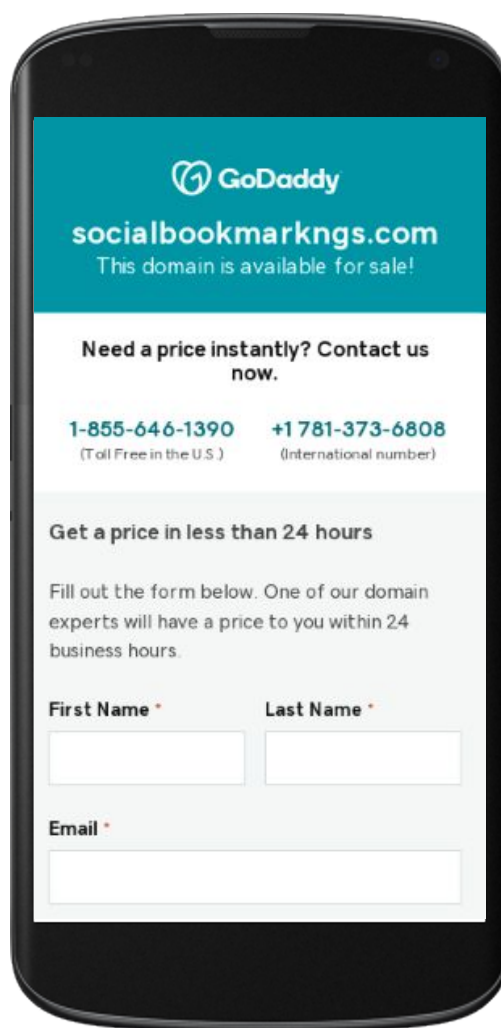 GoDaddy
socialbookmarkngs.com
This domain is available for sale!
Need a price instantly? Contact us
now.
1-855-646-1390 +1 781-373-6808
(Toll Free in the U.S.) (International number)
Get a price in less than 24 hours
Fill out the form below. One of our domain
experts will have a price to you within 24
business hours.
First Name * Last Name *
Email *